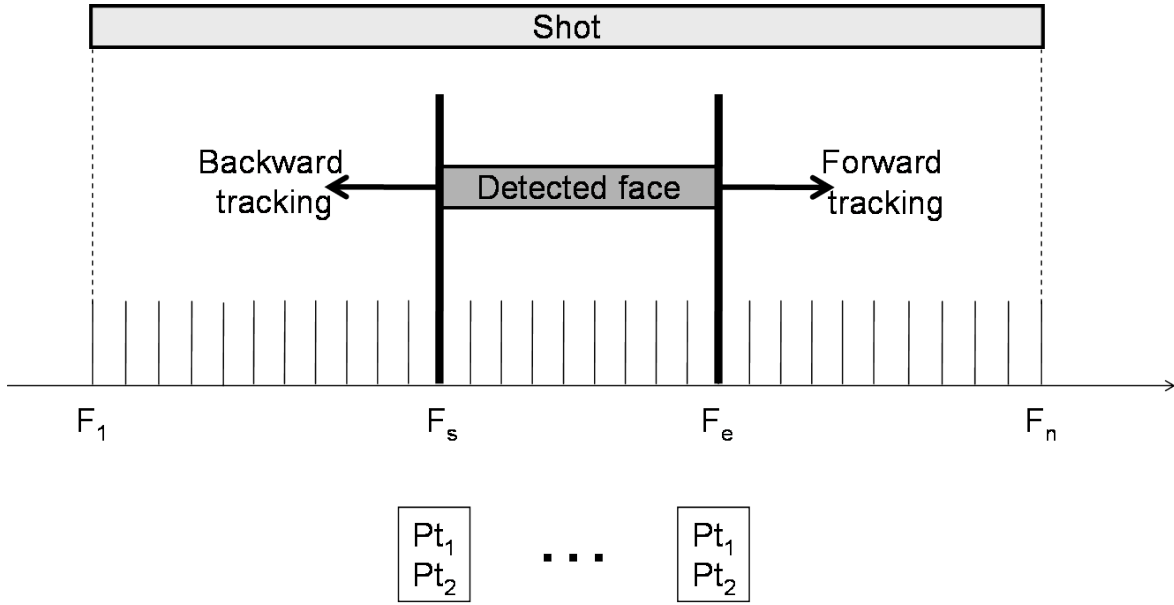 Shot
Backward
tracking
Detected face
Forward
tracking
F₁ Fₛ Fₑ Fₙ
Pt₁ ... Pt₁
Pt₂ Pt₂